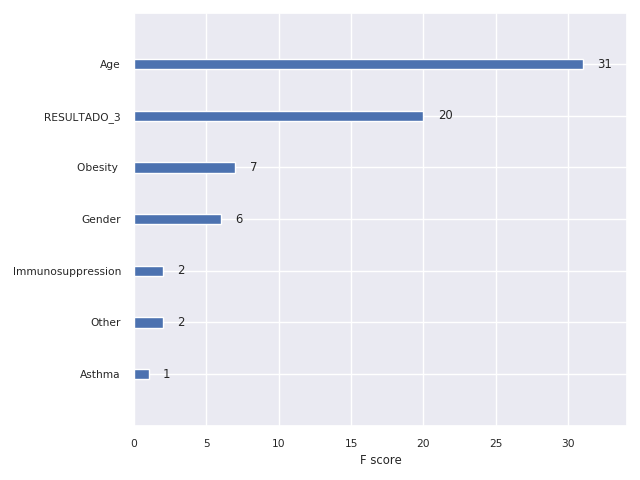 Age 31
RESULTADO_3 20
Obesity 7
Gender 6
Immunosuppression 2
Other 2
Asthma 1
0 5 10 15 20 25 30
F score